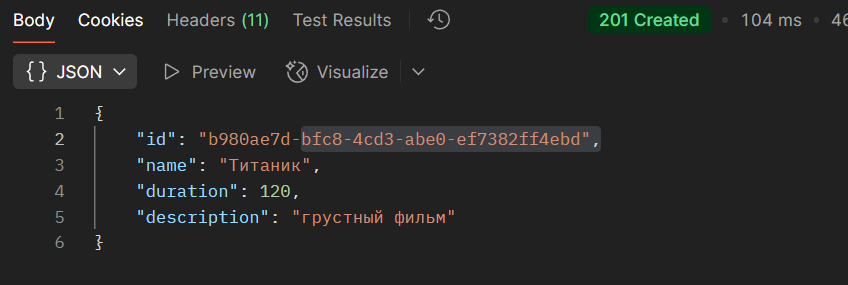 Body Cookies Headers (11) Test Results 201 Created • 104 ms • 46
{} JSON Preview Visualize
1 {
2 "id": "b980ae7d-bfc8-4cd3-abe0-ef7382ff4ebd",
3 "name": "Титаник",
4 "duration": 120,
5 "description": "грустный фильм"
6 }